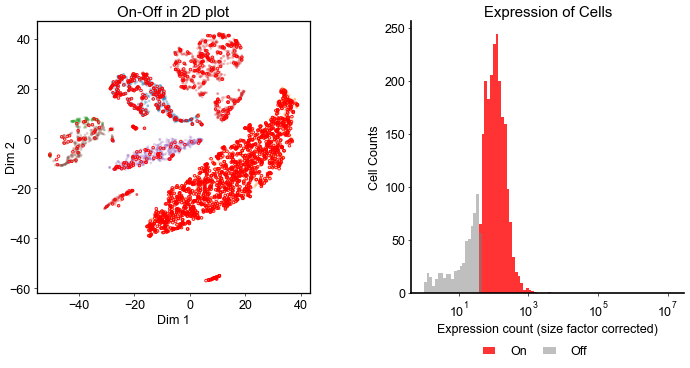 On-Off in 2D plot
40
20
0
−20
−40
−60
Dim 2
−40
−20
0
20
40
Dim 1
Expression of Cells
250
200
150
100
50
0
Cell Counts
10^1
10^3
10^5
10^7
Expression count (size factor corrected)
On
Off